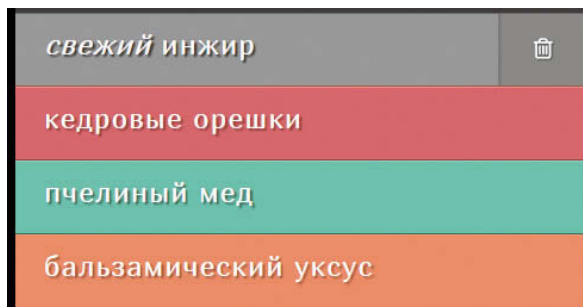 свежий инжир
кедровые орешки
пчелиный мед
бальзамический уксус